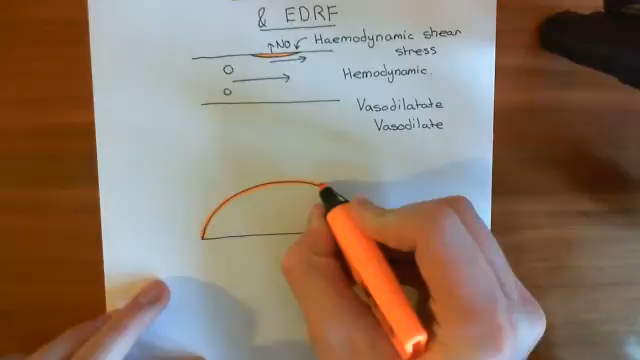 & EDRF
↑NO Haemodynamic shear
stress
Hemodynamic.
Vasodilatate
Vasodilate